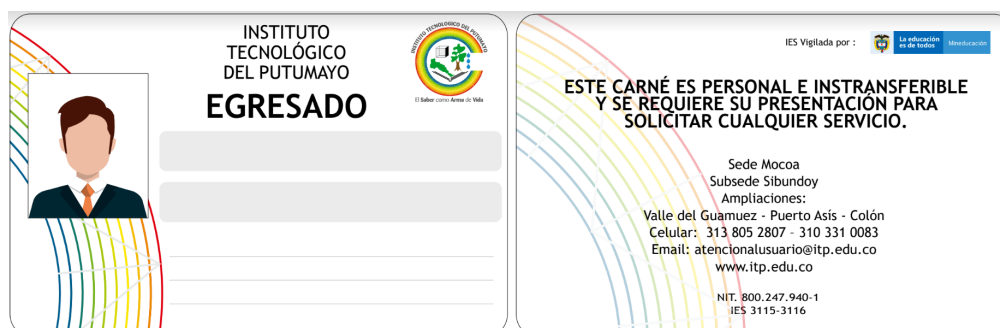 INSTITUTO
TECNOLÓGICO
DEL PUTUMAYO
EGRESADO
INSTITUTO TECNOLÓGICO DEL PUTUMAYO
El Saber como Arma de Vida
IES Vigilada por :
La educación
es de todos
Mineducación
ESTE CARNÉ ES PERSONAL E INSTRANSFERIBLE
Y SE REQUIERE SU PRESENTACIÓN PARA
SOLICITAR CUALQUIER SERVICIO.
Sede Mocoa
Subsede Sibundoy
Ampliaciones:
Valle del Guamuez - Puerto Asís - Colón
Celular: 313 805 2807 - 310 331 0083
Email: atencionalusuario@itp.edu.co
www.itp.edu.co
NIT. 800.247.940-1
IES 3115-3116